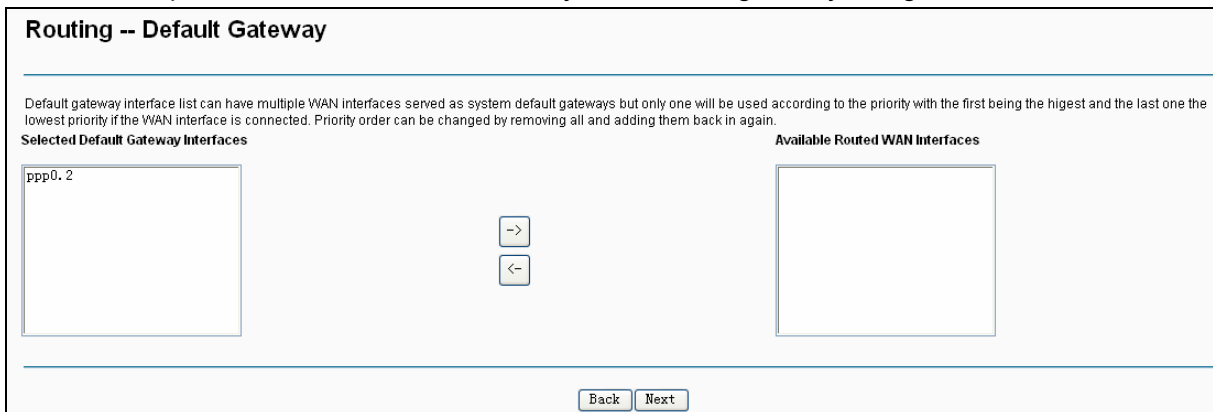 Routing -- Default Gateway
Default gateway interface list can have multiple WAN interfaces served as system default gateways but only one will be used according to the priority with the first being the higest and the last one the
lowest priority if the WAN interface is connected. Priority order can be changed by removing all and adding them back in again.
Selected Default Gateway Interfaces
Available Routed WAN Interfaces
ppp0.2
->
<-
Back Next